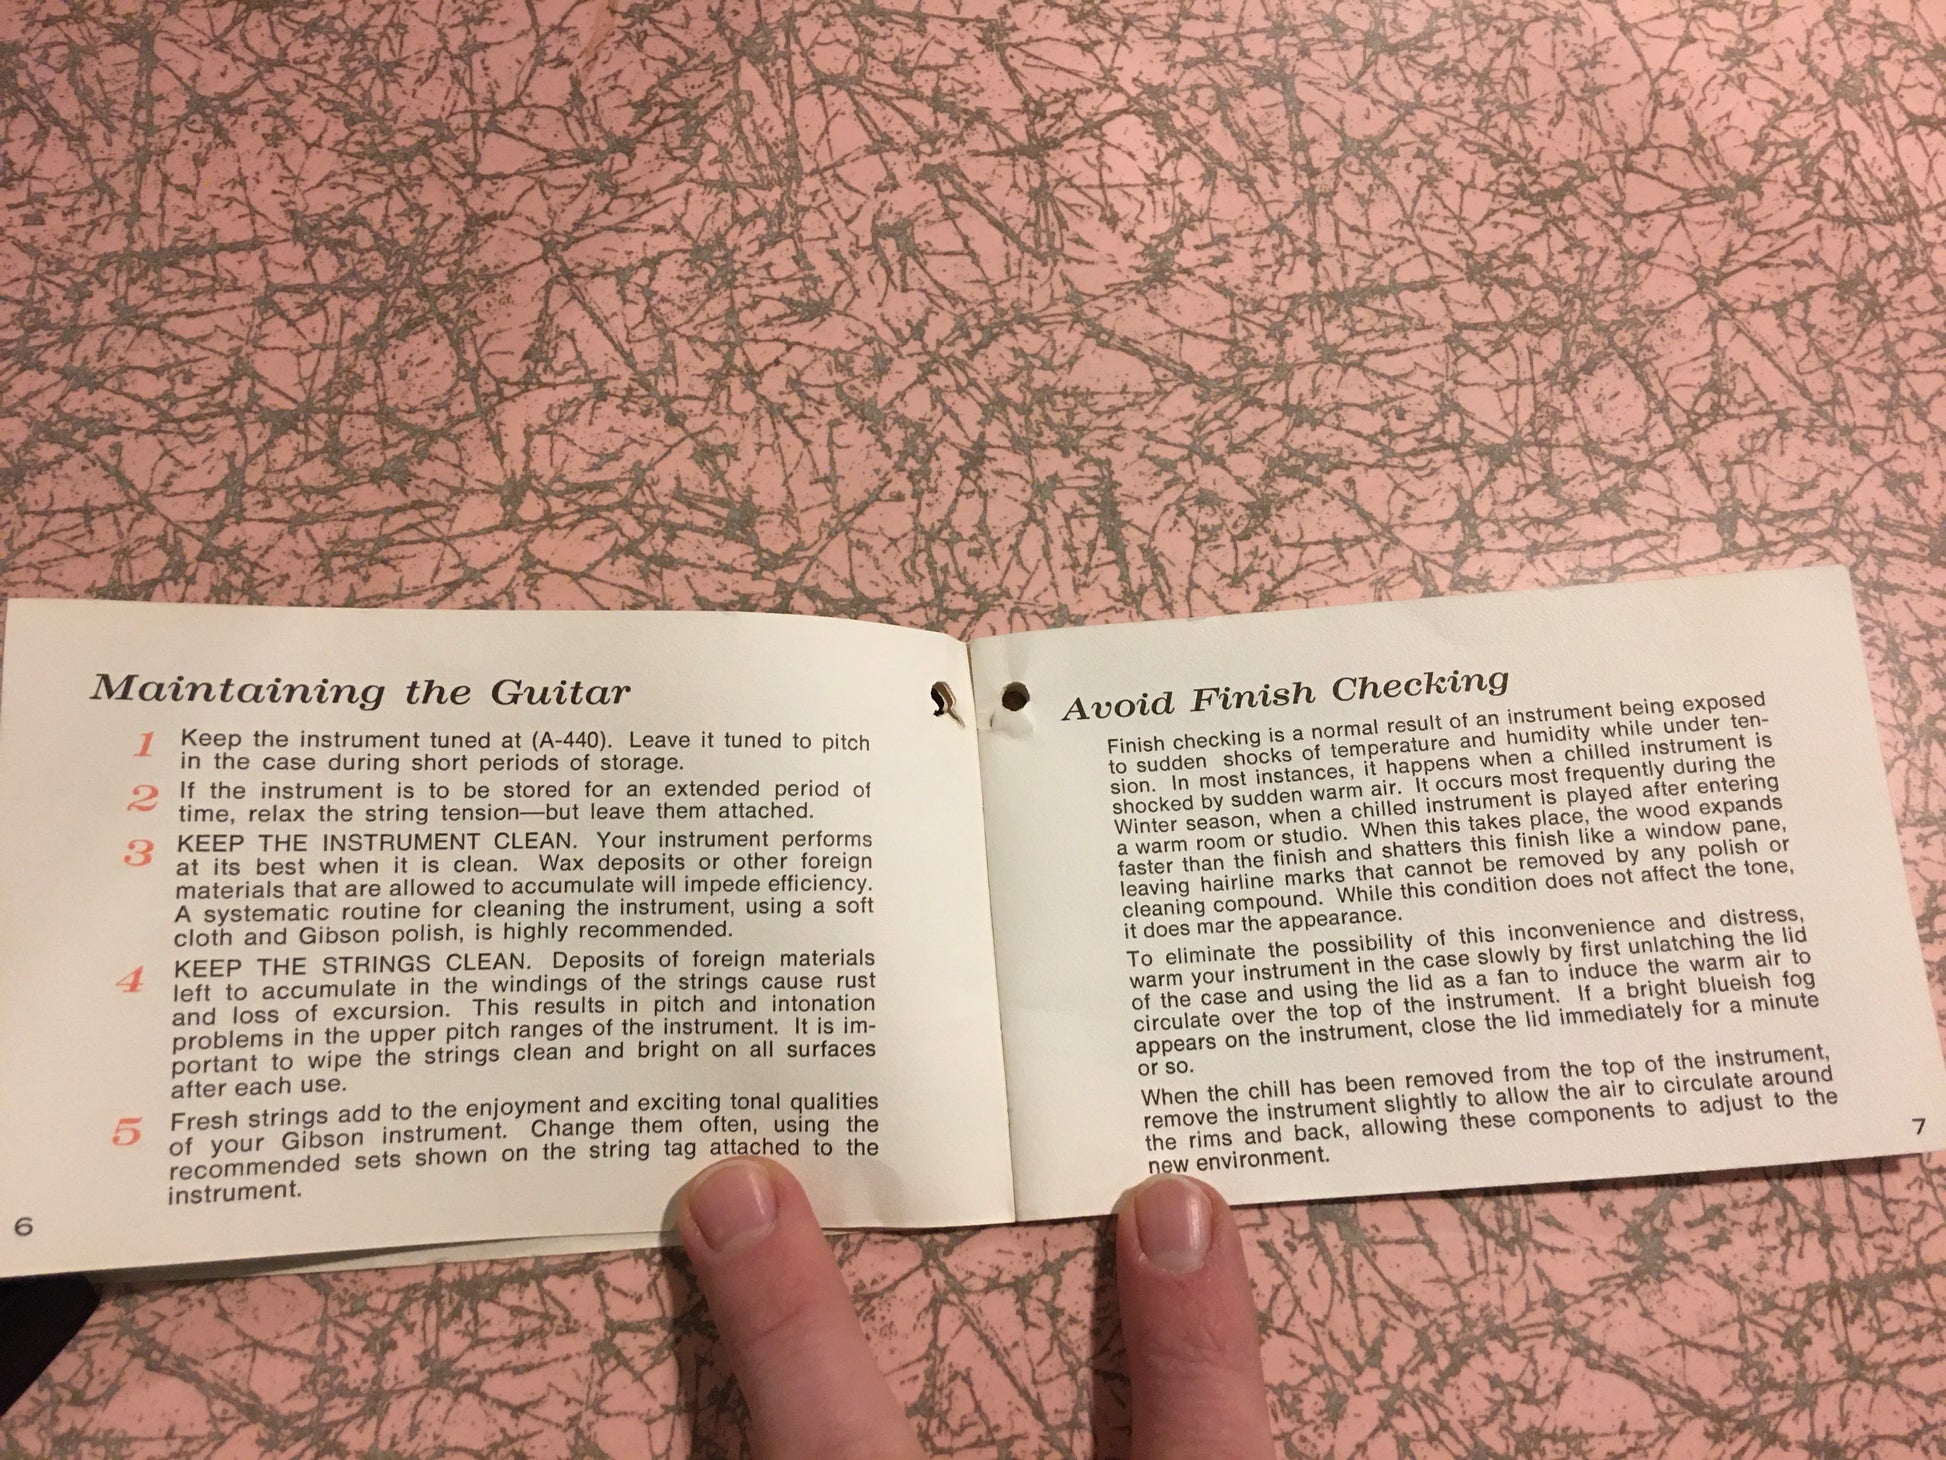 Maintaining the Guitar
1 Keep the instrument tuned at (A-440). Leave it tuned to pitch
in the case during short periods of storage.
2 If the instrument is to be stored for an extended period of
time, relax the string tension—but leave them attached.
3 KEEP THE INSTRUMENT CLEAN. Your instrument performs
at its best when it is clean. Wax deposits or other foreign
materials that are allowed to accumulate will impede efficiency.
A systematic routine for cleaning the instrument, using a soft
cloth and Gibson polish, is highly recommended.
4 KEEP THE STRINGS CLEAN. Deposits of foreign materials
left to accumulate in the windings of the strings cause rust
and loss of excursion. This results in pitch and intonation
problems in the upper pitch ranges of the instrument. It is im-
portant to wipe the strings clean and bright on all surfaces
after each use.
5 Fresh strings add to the enjoyment and exciting tonal qualities
of your Gibson instrument. Change them often, using the
recommended sets shown on the string tag attached to the
instrument.
6
Avoid Finish Checking
Finish checking is a normal result of an instrument being exposed
to sudden shocks of temperature and humidity while under ten-
sion. In most instances, it happens when a chilled instrument is
shocked by sudden warm air. It occurs most frequently during the
Winter season, when a chilled instrument is played after entering
a warm room or studio. When this takes place, the wood expands
faster than the finish and shatters this finish like a window pane,
leaving hairline marks that cannot be removed by any polish or
cleaning compound. While this condition does not affect the tone,
it does mar the appearance.
To eliminate the possibility of this inconvenience and distress,
warm your instrument in the case slowly by first unlatching the lid
of the case and using the lid as a fan to induce the warm air to
circulate over the top of the instrument. If a bright blueish fog
appears on the instrument, close the lid immediately for a minute
or so.
When the chill has been removed from the top of the instrument,
remove the instrument slightly to allow the air to circulate around
the rims and back, allowing these components to adjust to the
new environment.
7